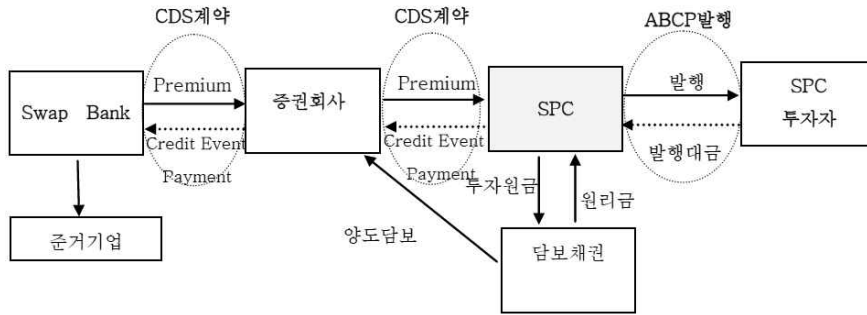 CDS계약
CDS계약
ABCP발행
Swap Bank
Premium
Credit Event
Payment
증권회사
Premium
Credit Event
Payment
SPC
발행
발행대금
SPC
투자자
준거기업
양도담보
투자원금
원리금
담보채권